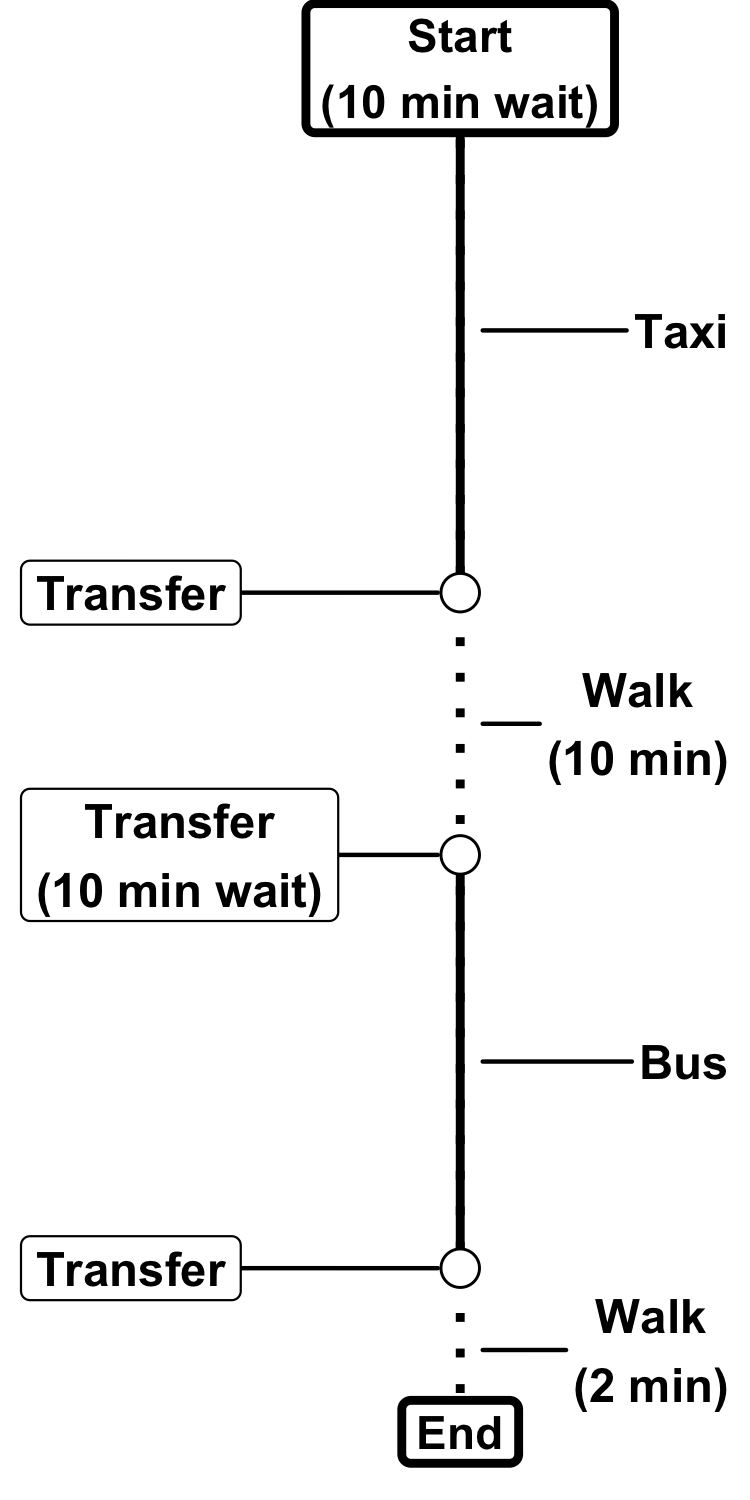 Start
(10 min wait)
Taxi
Transfer
Walk
(10 min)
Transfer
(10 min wait)
Bus
Transfer
Walk
(2 min)
End